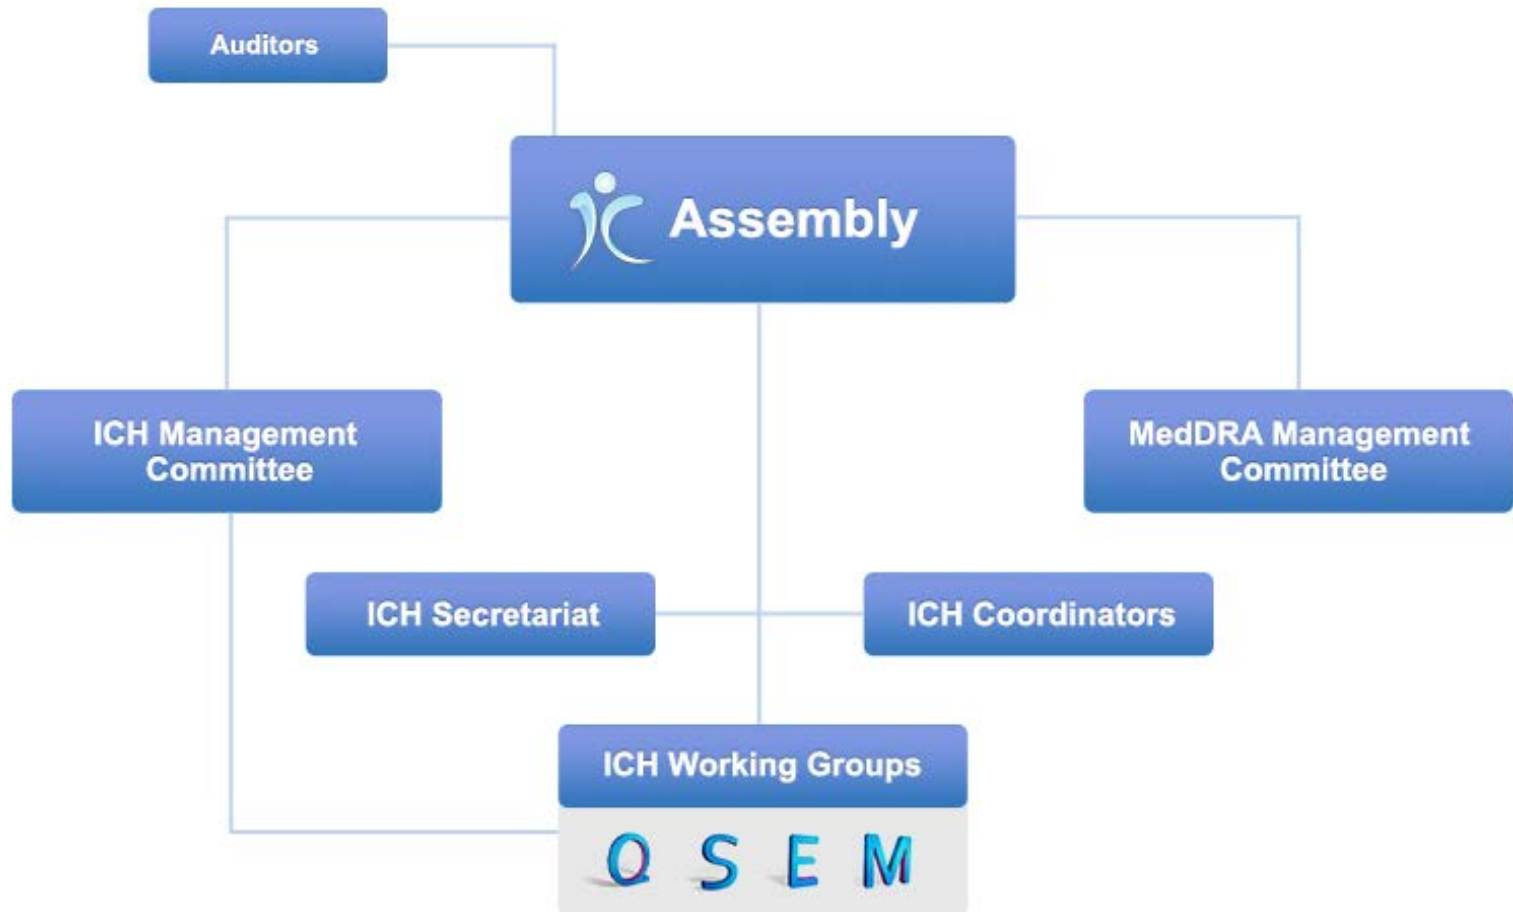 Auditors
Assembly
ICH Management
Committee
MedDRA Management
Committee
ICH Secretariat
ICH Coordinators
ICH Working Groups
Q S E M